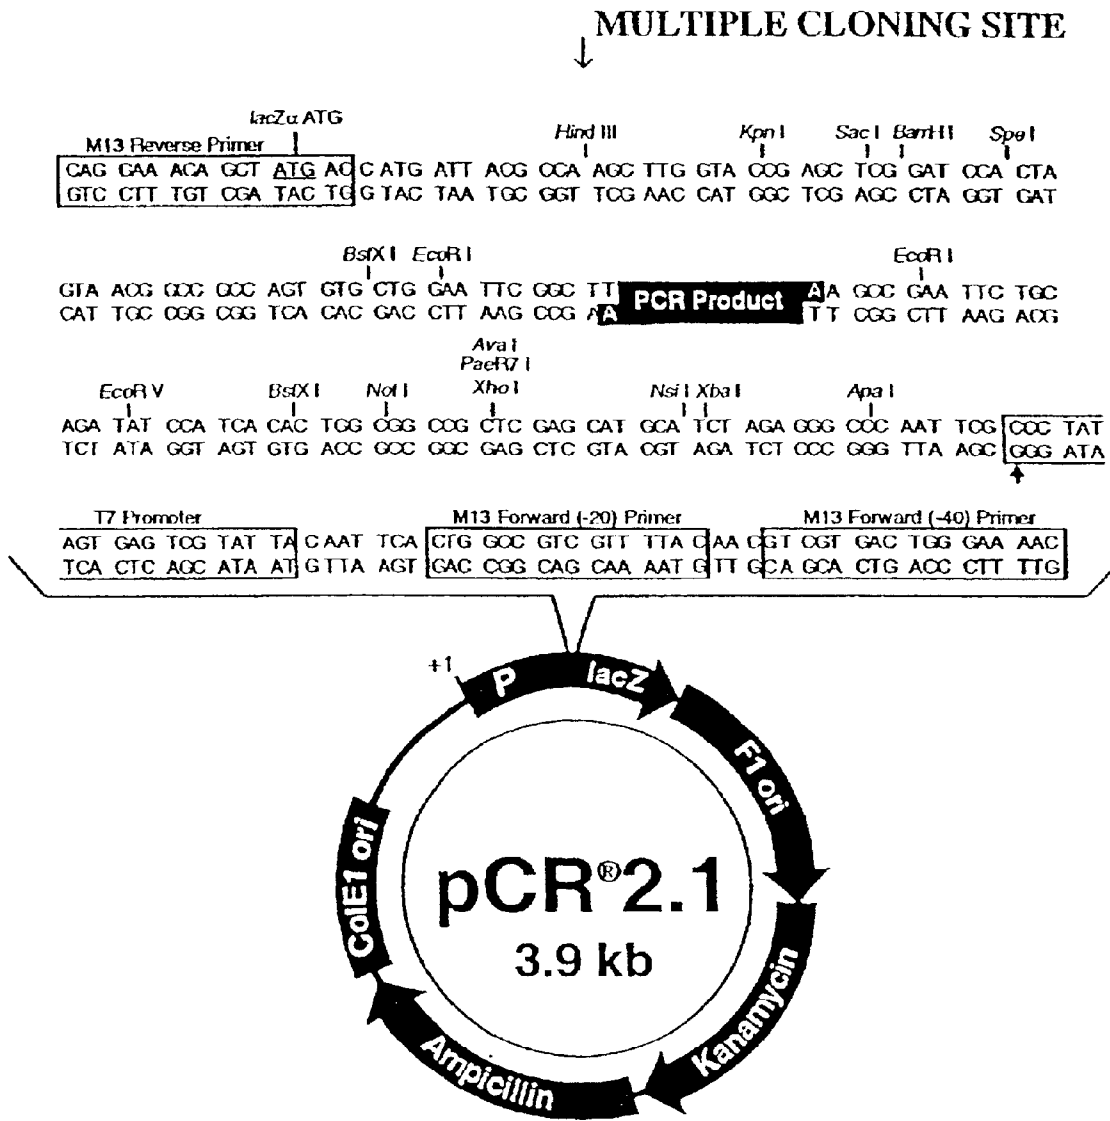 MULTIPLE CLONING SITE
lacZα ATG
M13 Reverse Primer
Hind III Kpn I Sac I BamH I Spe I
CAG GAA ACA GCT ATG AC C ATG ATT ACG CCA AGC TTG GTA CCG AGC TCG GAT CCA CTA
GTC CTT TGT CGA TAC TG G TAC TAA TGC GGT TCG AAC CAT GGC TCG AGC CTA GGT GAT
BstX I EcoR I EcoR I
GTA ACG GCC GCC AGT GTG CTG GAA TTC GGC TT PCR Product A A GCC GAA TTC TGC
CAT TGC CGG CGG TCA CAC GAC CTT AAG CCG A A T T CGG CTT AAG ACG
Ava I
PaeR7 I
EcoR V BstX I Not I Xho I Nsi I Xba I Apa I
AGA TAT CCA TCA CAC TGG CGG CCG CTC GAG CAT GCA TCT AGA GGG CCC AAT TCG CCC TAT
TCT ATA GGT AGT GTG ACC GCC GGC GAG CTC GTA CGT AGA TCT CCC GGG TTA AGC GGG ATA
T7 Promoter M13 Forward (-20) Primer M13 Forward (-40) Primer
AGT GAG TCG TAT TA C AAT TCA CTG GCC GTC GTT TTA C AA C GT CGT GAC TGG GAA AAC
TCA CTC AGC ATA AT G TTA AGT GAC CGG CAG CAA AAT G TT G CA GCA CTG ACC CTT TTG
+1
P lacZ
F1 ori
ColE1 ori
pCR®2.1
3.9 kb
Kanamycin
Ampicillin